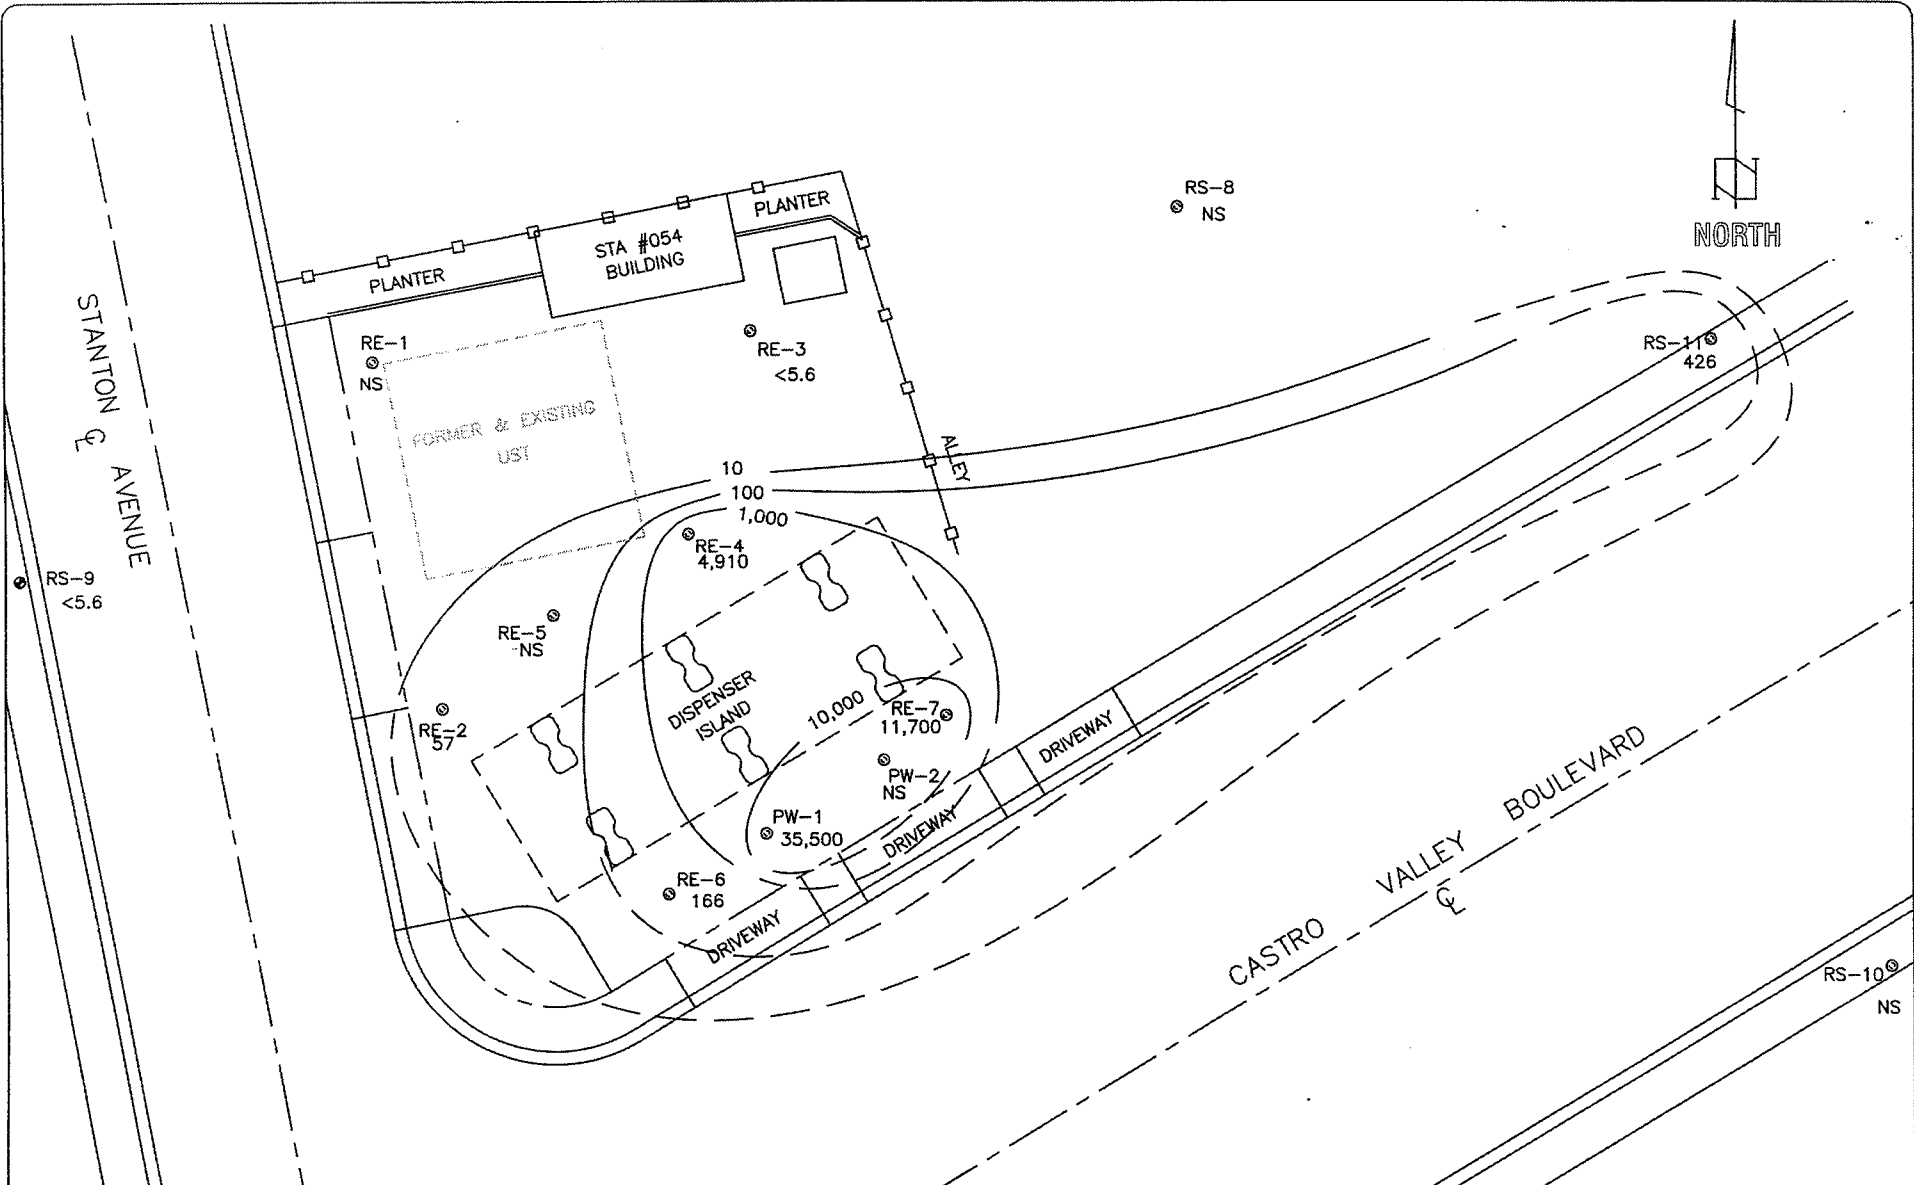 RS-8
NS
NORTH
PLANTER
STA #054
BUILDING
PLANTER
STANTON
AVENUE
RE-1
NS
RE-3
<5.6
FORMER & EXISTING
UST
ALLEY
RS-11
426
10
100
1,000
RE-4
4,910
RS-9
<5.6
RE-5
NS
RE-2
57
DISPENSER
ISLAND
10,000
RE-7
11,700
PW-2
NS
PW-1
35,500
RE-6
166
DRIVEWAY
DRIVEWAY
DRIVEWAY
CASTRO VALLEY BOULEVARD
RS-10
NS